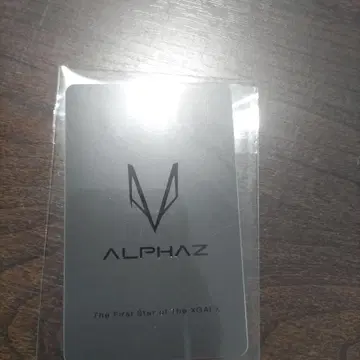 ALPHAZ
The First Star of The